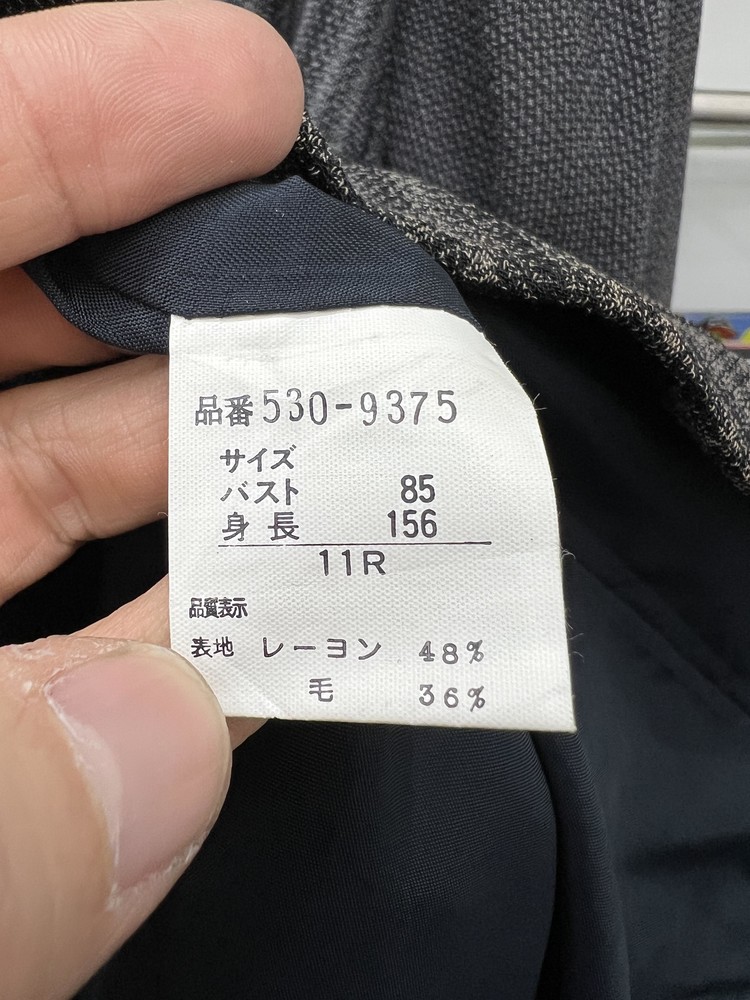 品番530-9375
サイズ
バスト 85
身長 156
11R
品質表示
表地 レーヨン 48%
毛 36%